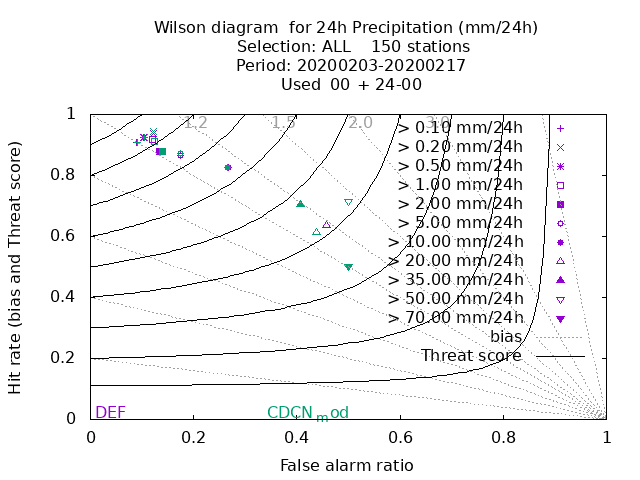 Wilson diagram  for 24h Precipitation (mm/24h)
Selection: ALL    150 stations
Period: 20200203-20200217
Used  00 + 24-00
1.2 1.5 2.0 3.0
> 0.10 mm/24h
> 0.20 mm/24h
> 0.50 mm/24h
> 1.00 mm/24h
> 2.00 mm/24h
> 5.00 mm/24h
> 10.00 mm/24h
> 20.00 mm/24h
> 35.00 mm/24h
> 50.00 mm/24h
> 70.00 mm/24h
bias
Threat score
Hit rate (bias and Threat score)
1
0.8
0.6
0.4
0.2
0
DEF CDCN_mod
0 0.2 0.4 0.6 0.8 1
False alarm ratio